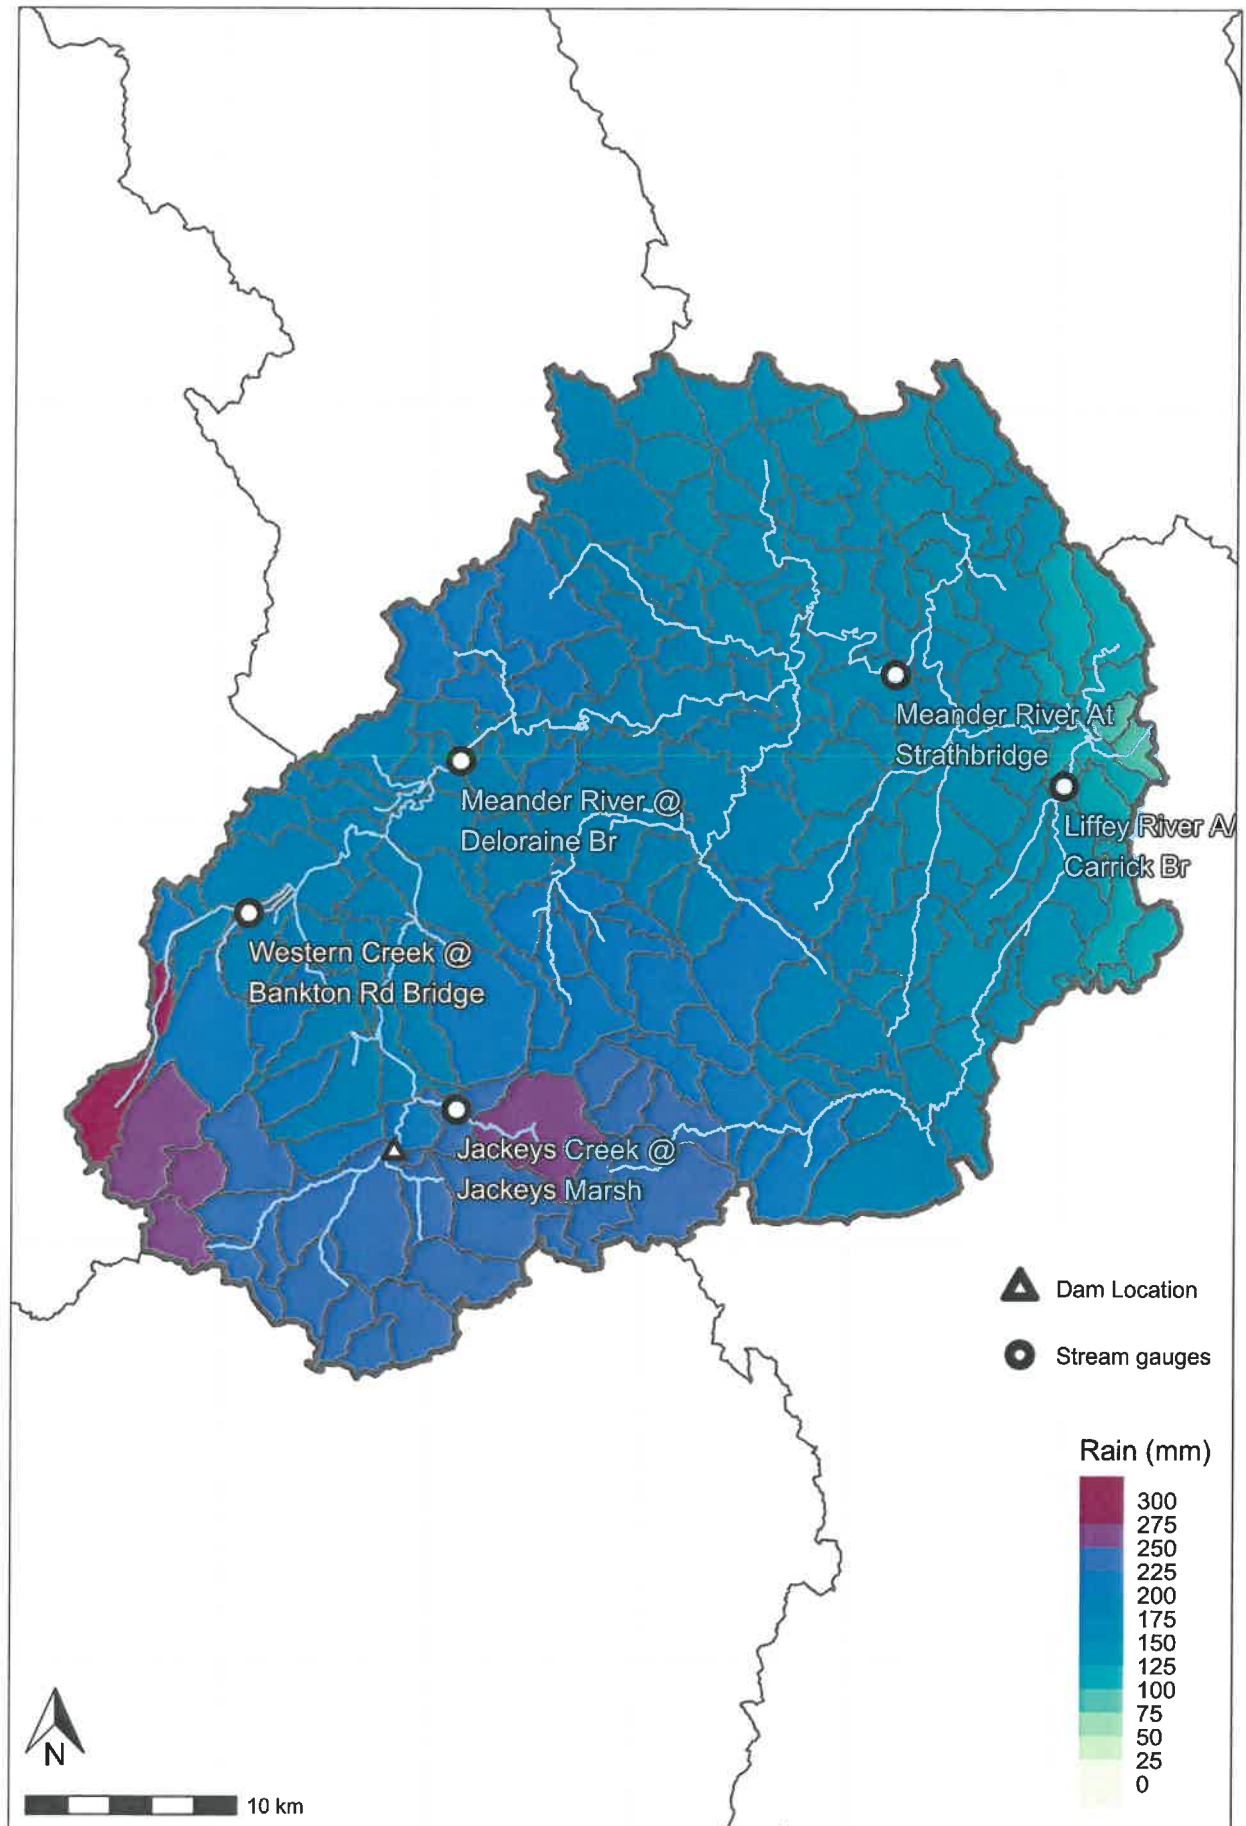 Meander River At
Strathbridge
Meander River @
Deloraine Br
Liffey River A/
Carrick Br
Western Creek @
Bankton Rd Bridge
Jackeys Creek @
Jackeys Marsh
Dam Location
Stream gauges
Rain (mm)
300
275
250
225
200
175
150
125
100
75
50
25
0
N
10 km